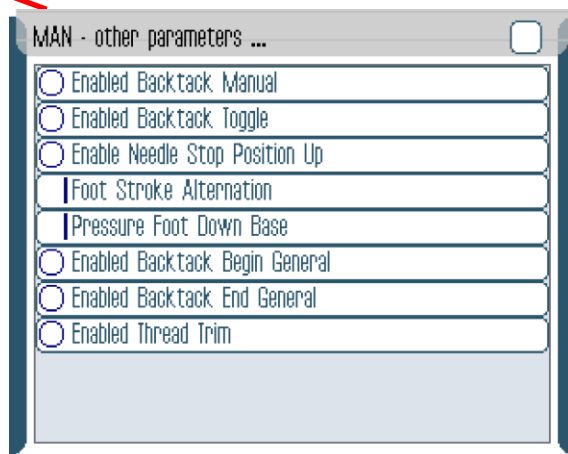 MAN - other parameters ...
Enabled Backtack Manual
Enabled Backtack Toggle
Enable Needle Stop Position Up
Foot Stroke Alternation
Pressure Foot Down Base
Enabled Backtack Begin General
Enabled Backtack End General
Enabled Thread Trim